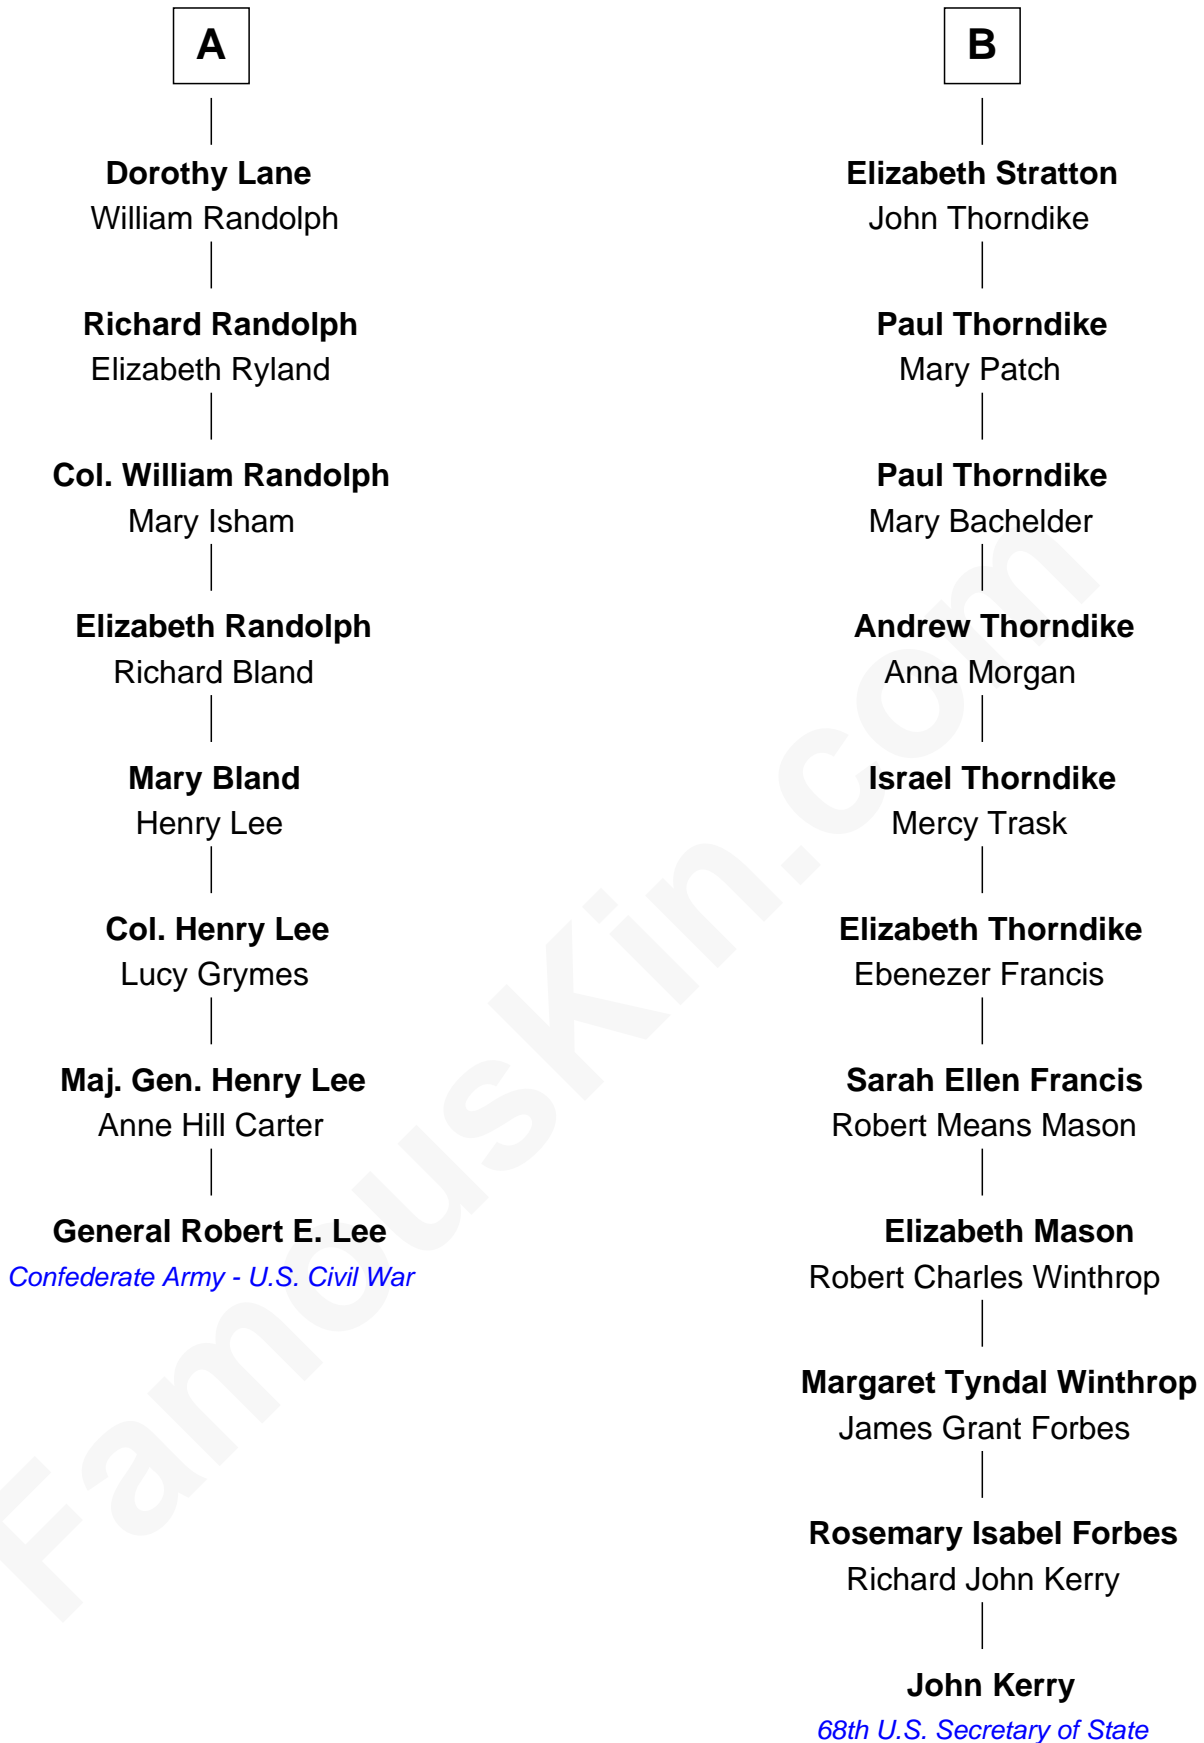 A
Dorothy Lane
William Randolph
Richard Randolph
Elizabeth Ryland
Col. William Randolph
Mary Isham
Elizabeth Randolph
Richard Bland
Mary Bland
Henry Lee
Col. Henry Lee
Lucy Grymes
Maj. Gen. Henry Lee
Anne Hill Carter
General Robert E. Lee
Confederate Army - U.S. Civil War
B
Elizabeth Stratton
John Thorndike
Paul Thorndike
Mary Patch
Paul Thorndike
Mary Bachelder
Andrew Thorndike
Anna Morgan
Israel Thorndike
Mercy Trask
Elizabeth Thorndike
Ebenezer Francis
Sarah Ellen Francis
Robert Means Mason
Elizabeth Mason
Robert Charles Winthrop
Margaret Tyndal Winthrop
James Grant Forbes
Rosemary Isabel Forbes
Richard John Kerry
John Kerry
68th U.S. Secretary of State
FamousKin.com